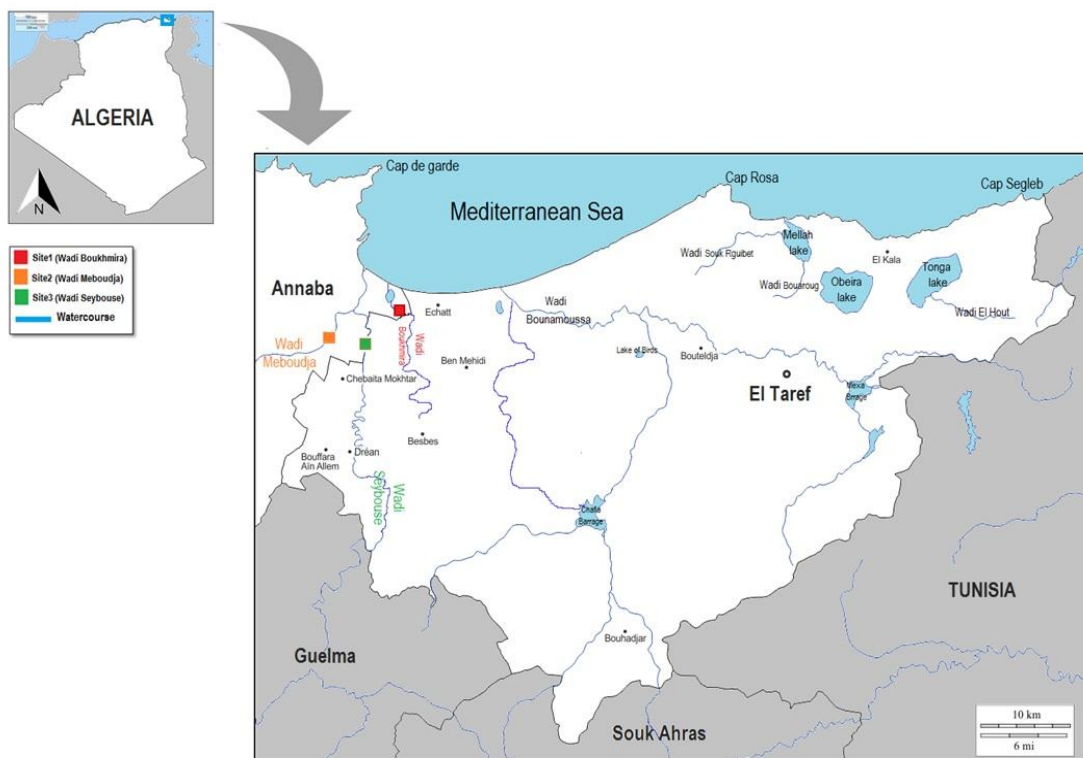 ALGERIA
N
Site1 (Wadi Boukhmira)
Site2 (Wadi Meboudja)
Site3 (Wadi Seybouse)
Watercourse
Cap de garde
Cap Rosa
Cap Segleb
Mediterranean Sea
Mellah
lake
Wadi Souk Rguibet
El Kala
Tonga
lake
Obeira
lake
Wadi Bouaroug
Wadi El Hout
Annaba
Echatt
Wadi
Bounamoussa
Wadi
Boukhmira
Wadi
Meboudja
Lake of Birds
Bouteldja
Ben Mehidi
El Taref
Mexa
Brrage
Chebaita Mokhtar
Besbes
Bouffara
Aïn Allem
Dréan
Wadi
Seybouse
Chafia
Barrage
TUNISIA
Bouhadjar
Guelma
Souk Ahras
10 km
6 mi